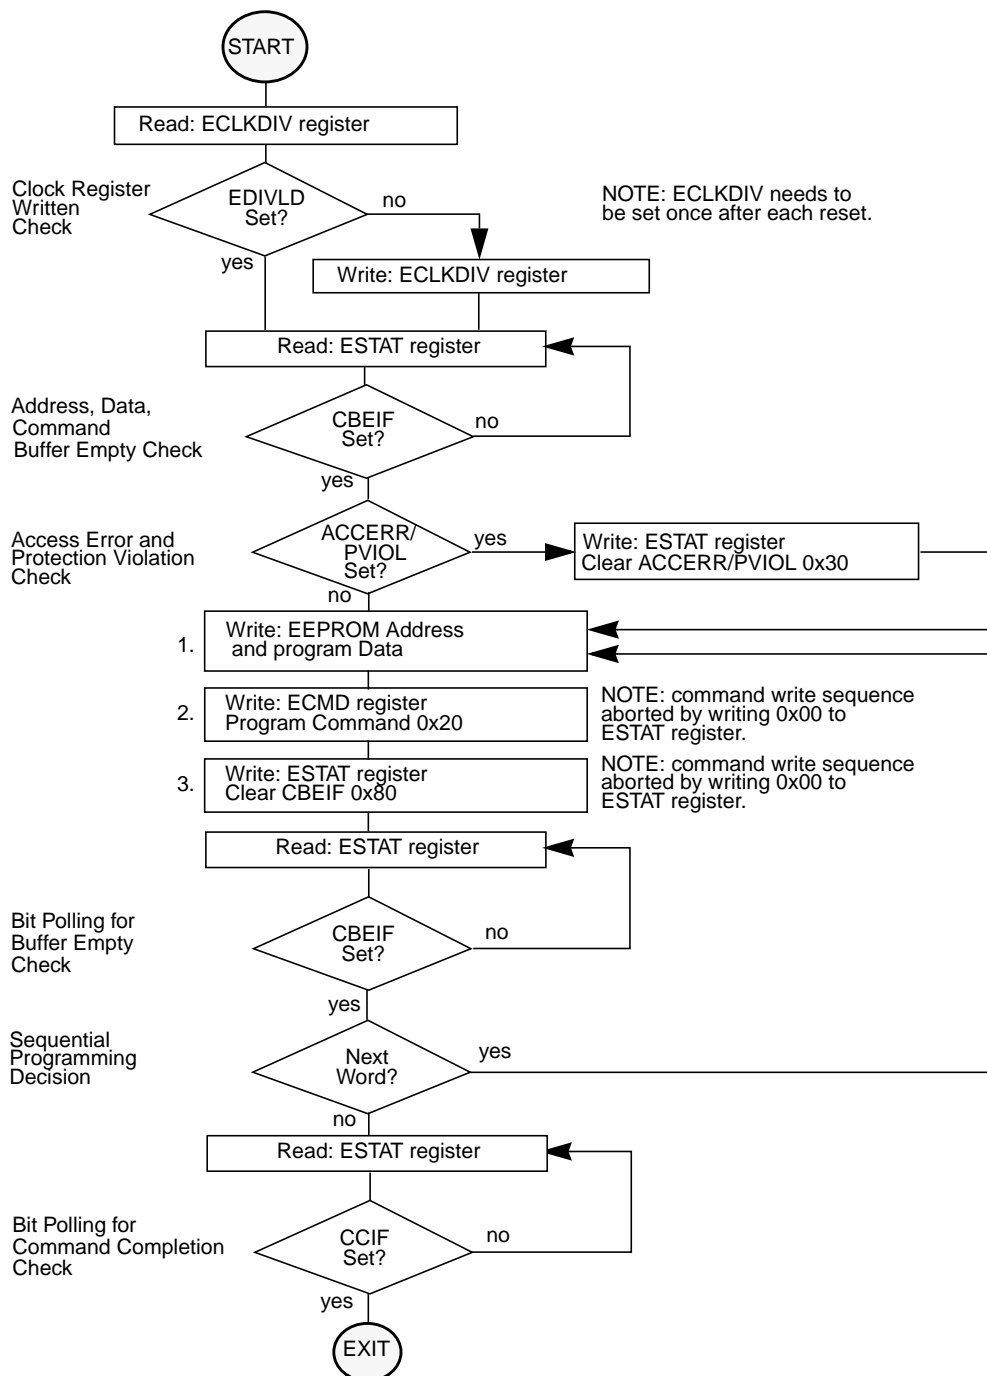 START
Read: ECLKDIV register
Clock Register
Written
Check
EDIVLD
Set?
no
yes
NOTE: ECLKDIV needs to
be set once after each reset.
Write: ECLKDIV register
Read: ESTAT register
Address, Data,
Command
Buffer Empty Check
CBEIF
Set?
no
yes
Access Error and
Protection Violation
Check
ACCERR/
PVIOL
Set?
yes
no
Write: ESTAT register
Clear ACCERR/PVIOL 0x30
1.
Write: EEPROM Address
and program Data
2.
Write: ECMD register
Program Command 0x20
NOTE: command write sequence
aborted by writing 0x00 to
ESTAT register.
3.
Write: ESTAT register
Clear CBEIF 0x80
NOTE: command write sequence
aborted by writing 0x00 to
ESTAT register.
Read: ESTAT register
Bit Polling for
Buffer Empty
Check
CBEIF
Set?
no
yes
Sequential
Programming
Decision
Next
Word?
yes
no
Read: ESTAT register
Bit Polling for
Command Completion
Check
CCIF
Set?
no
yes
EXIT